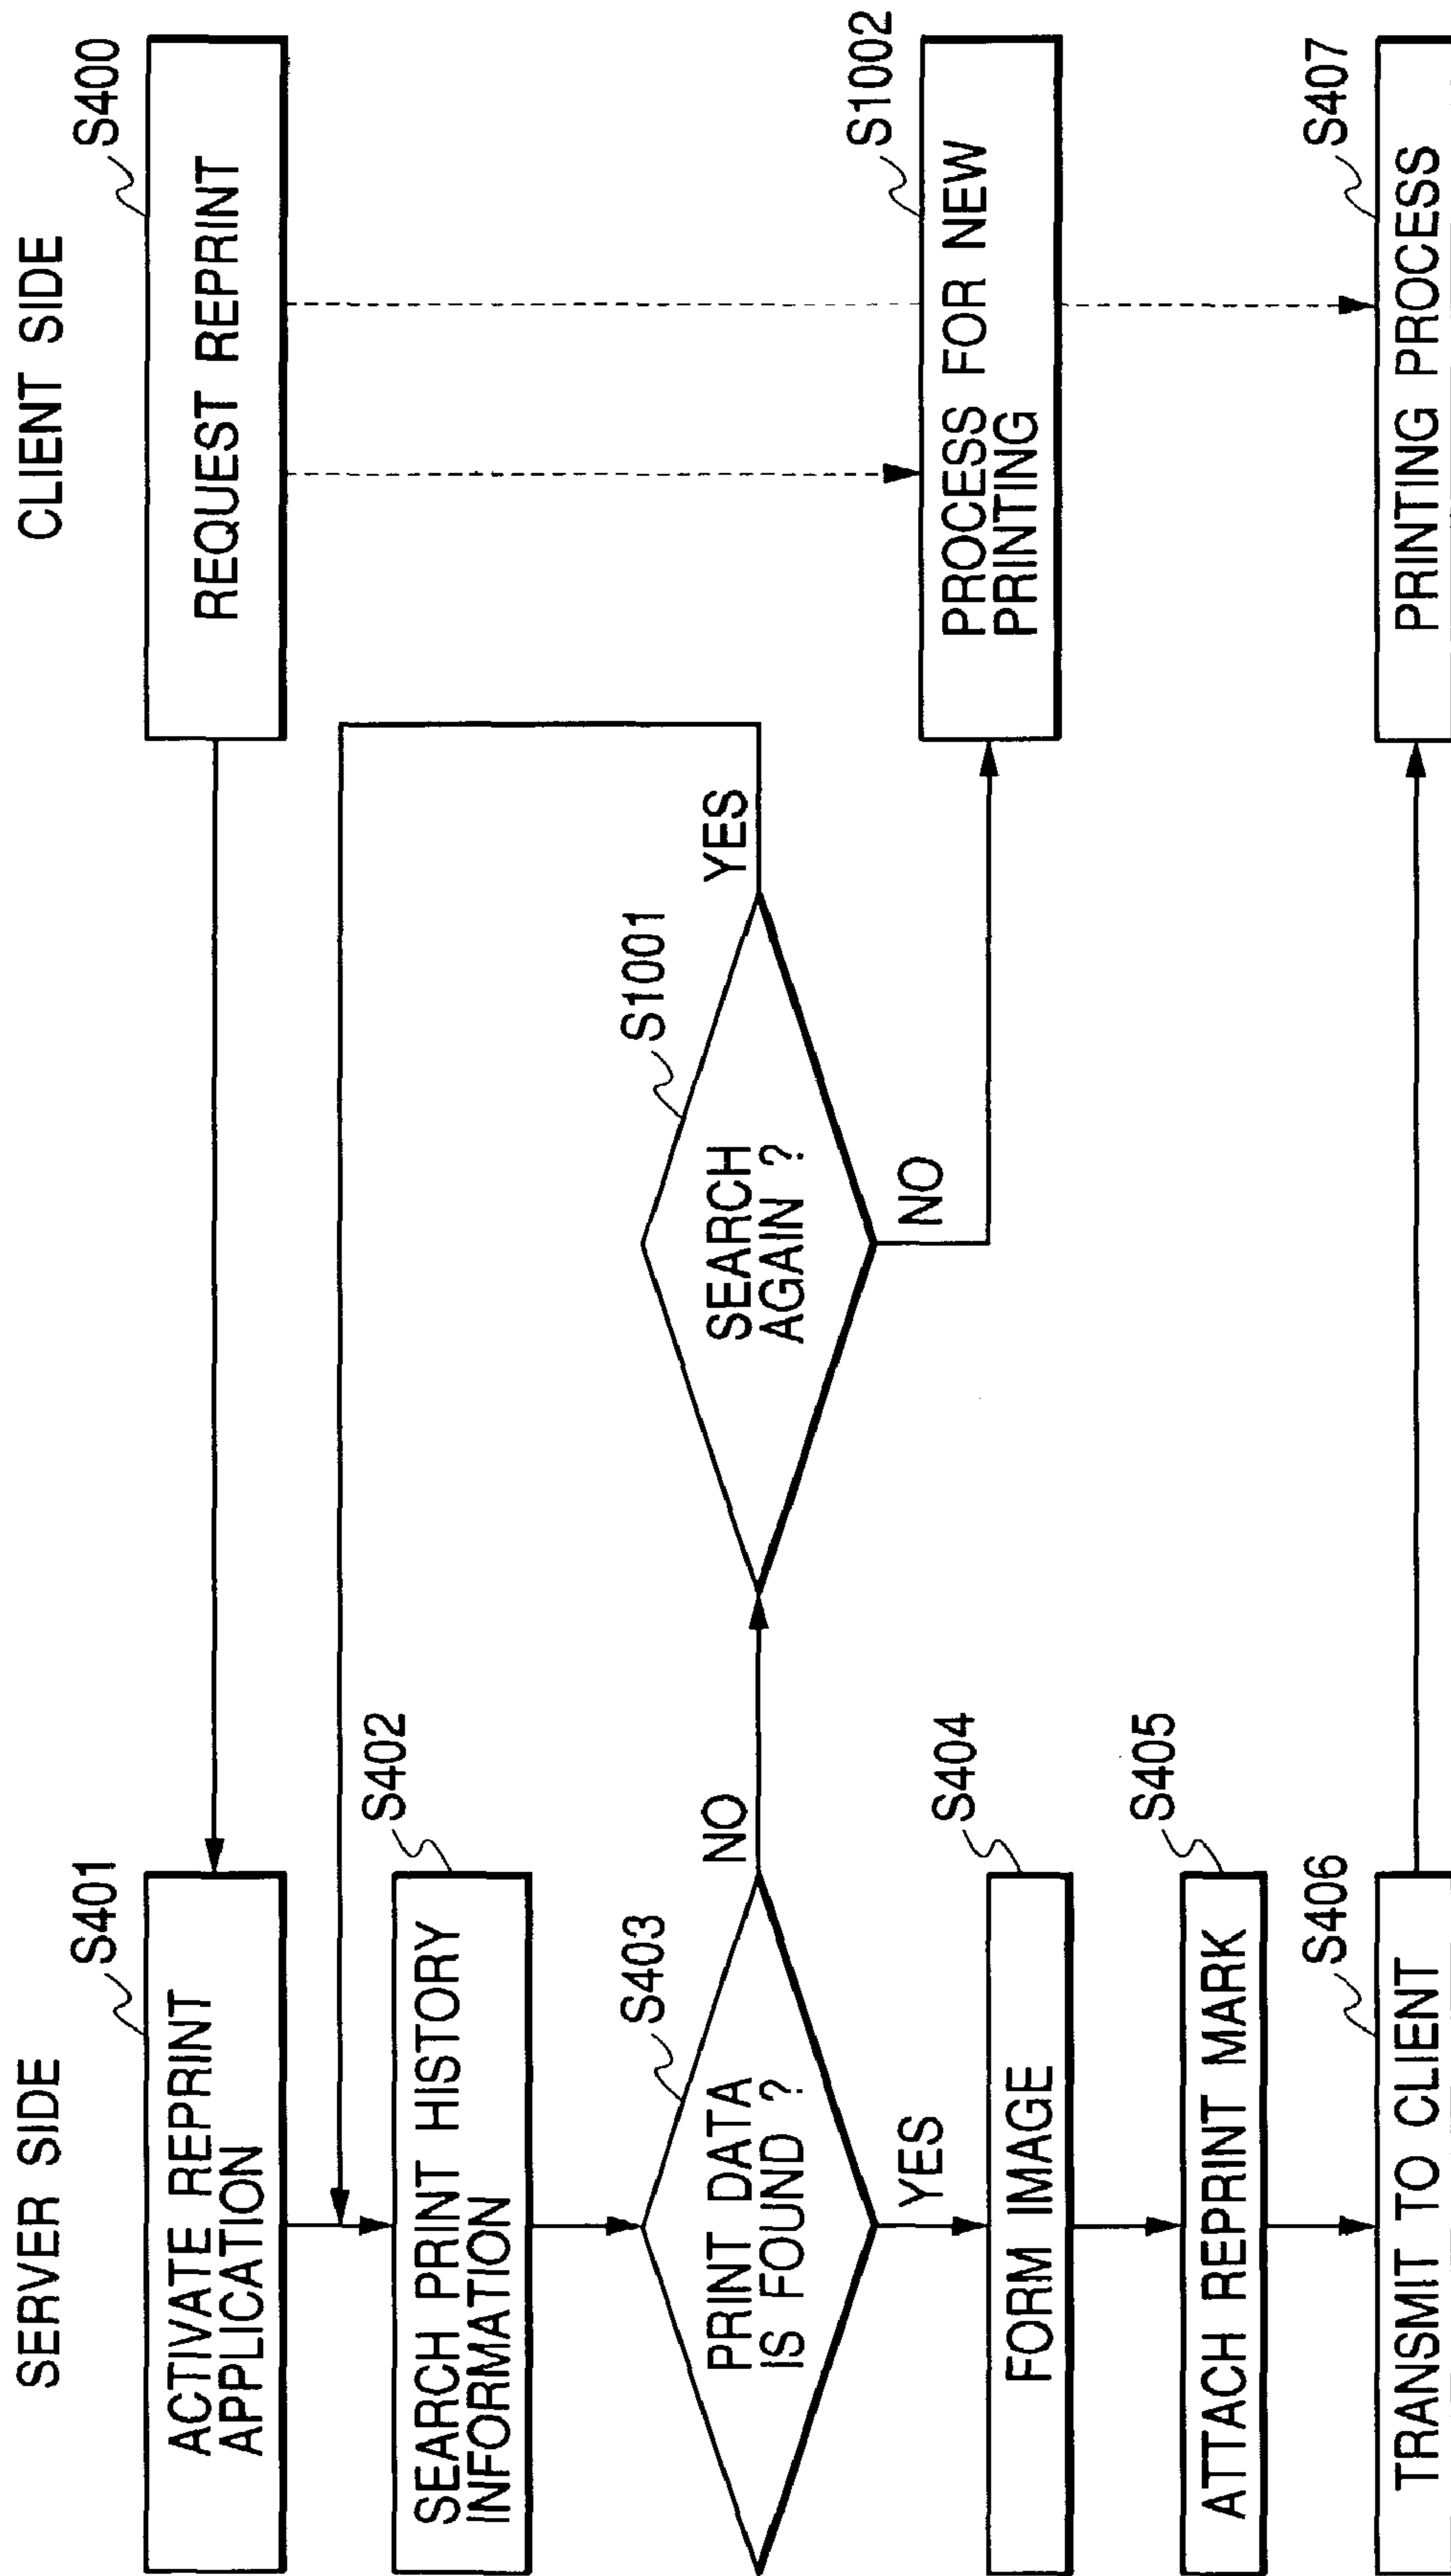 SERVER SIDE
CLIENT SIDE
S401
ACTIVATE REPRINT
APPLICATION
S400
REQUEST REPRINT
S402
SEARCH PRINT HISTORY
INFORMATION
S403
PRINT DATA
IS FOUND ?
NO
YES
S1001
SEARCH
AGAIN ?
YES
NO
S1002
PROCESS FOR NEW
PRINTING
S404
FORM IMAGE
S405
ATTACH REPRINT MARK
S406
TRANSMIT TO CLIENT
S407
PRINTING PROCESS